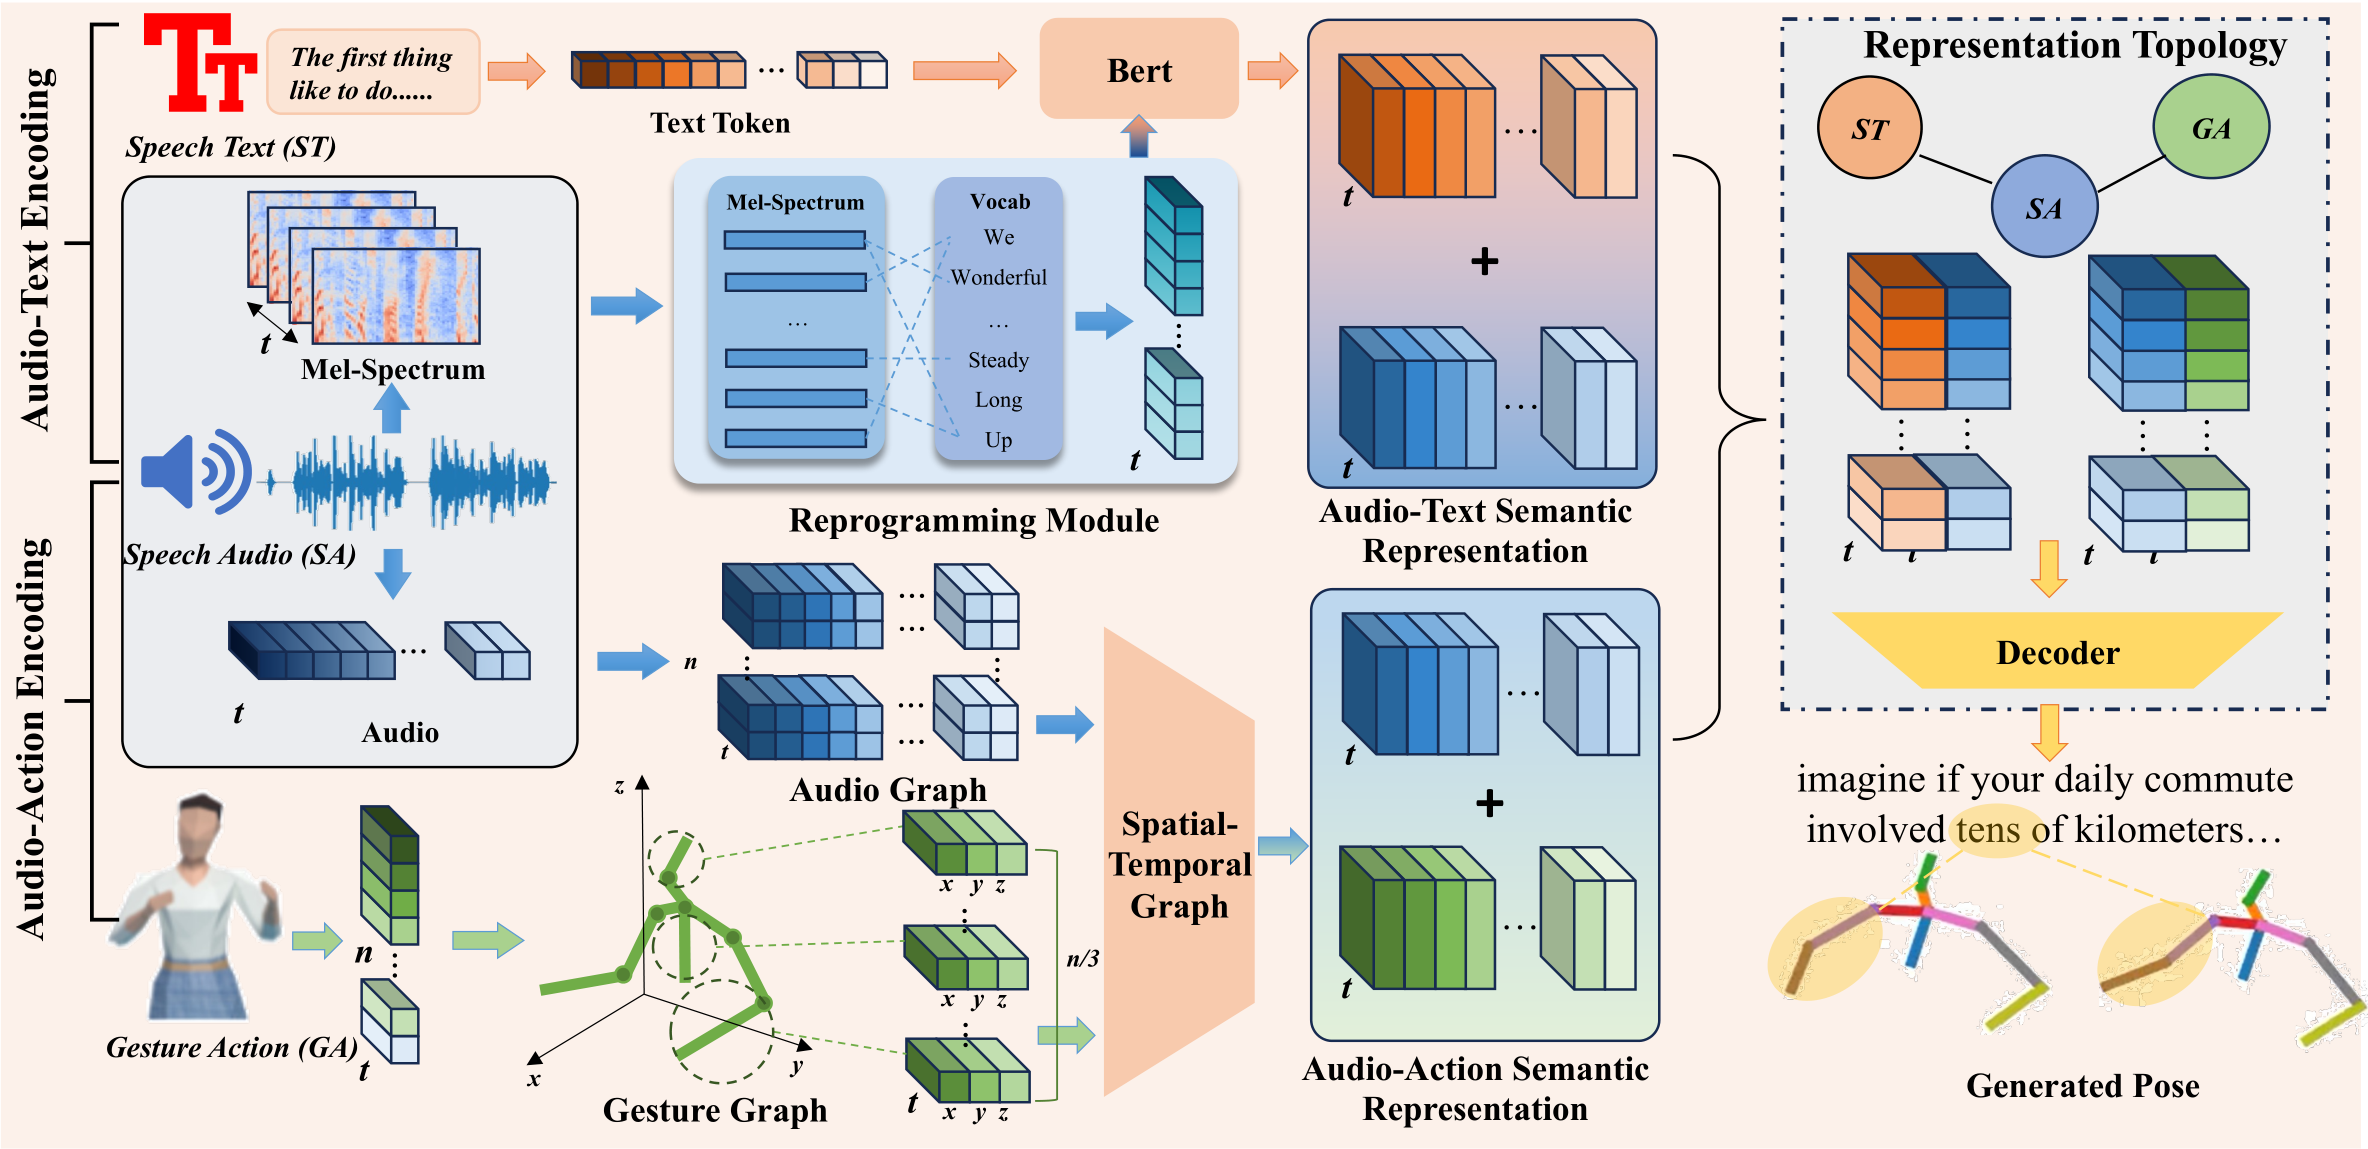 Audio-Text Encoding
Audio-Action Encoding
TT
The first thing
like to do......
Speech Text (ST)
Text Token
...
Bert
Mel-Spectrum
t
Speech Audio (SA)
Audio
t
...
Mel-Spectrum
...
Vocab
We
Wonderful
...
Steady
Long
Up
t
Reprogramming Module
t
...
+
t
...
Audio-Text Semantic
Representation
n
...
...
...
...
t
Audio Graph
Gesture Action (GA)
n
t
z
x
y
Gesture Graph
x y z
x y z
t
x y z
n/3
Spatial-
Temporal
Graph
t
...
+
t
...
Audio-Action Semantic
Representation
Representation Topology
ST
GA
SA
t
t
t
t
Decoder
imagine if your daily commute
involved tens of kilometers…
Generated Pose